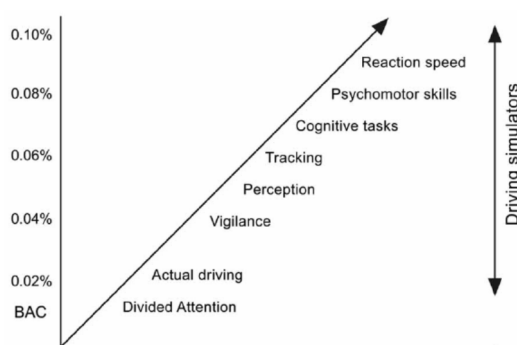 0.10%
Reaction speed
0.08%
Psychomotor skills
Cognitive tasks
0.06%
Tracking
Perception
0.04%
Vigilance
Actual driving
0.02%
Divided Attention
BAC
Driving simulators